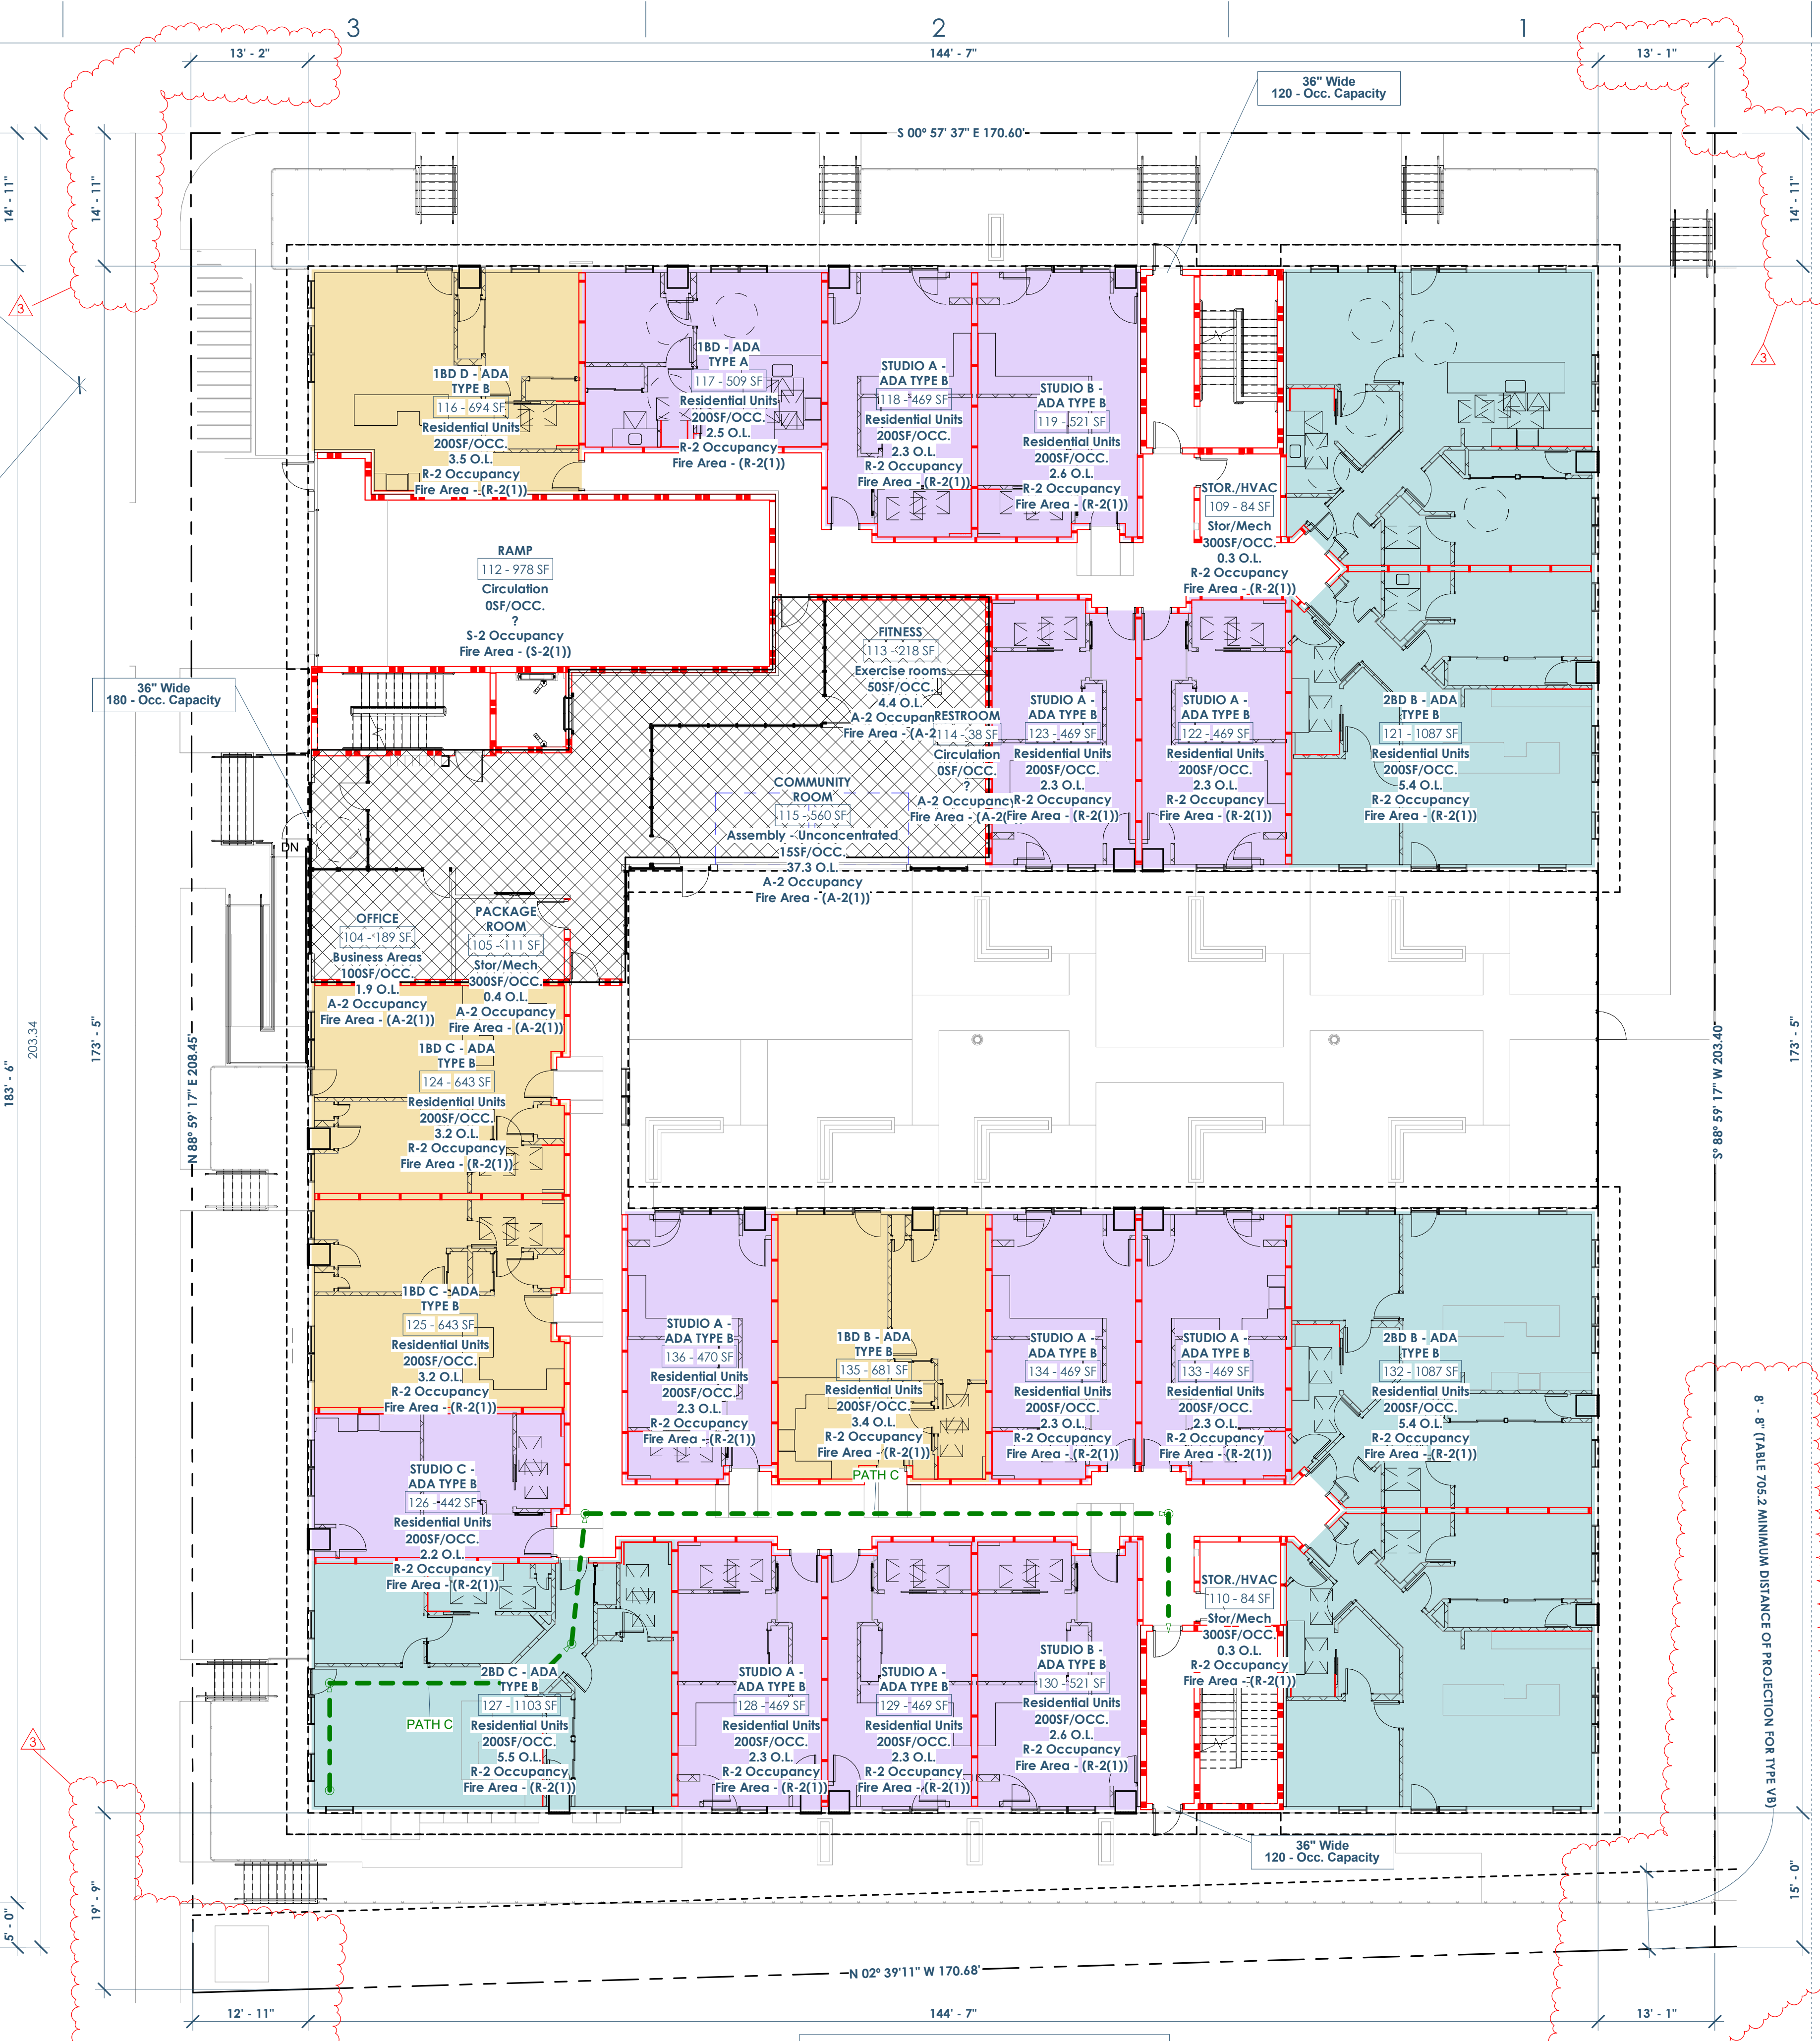 3
2
1
13' - 2"
144' - 7"
13' - 1"
36" Wide
120 - Occ. Capacity
S 00° 57' 37" E 170.60'
14' - 11"
14' - 11"
14' - 11"
3
3
1BD D - ADA
TYPE B
116 - 694 SF
Residential Units
200SF/OCC.
3.5 O.L.
R-2 Occupancy
Fire Area - (R-2(1))
1BD - ADA
TYPE A
117 - 509 SF
Residential Units
200SF/OCC.
2.5 O.L.
R-2 Occupancy
Fire Area - (R-2(1))
STUDIO A -
ADA TYPE B
118 - 469 SF
Residential Units
200SF/OCC.
2.3 O.L.
R-2 Occupancy
Fire Area - (R-2(1))
STUDIO B -
ADA TYPE B
119 - 521 SF
Residential Units
200SF/OCC.
2.6 O.L.
R-2 Occupancy
Fire Area - (R-2(1))
STOR./HVAC
109 - 84 SF
Stor/Mech
300SF/OCC.
0.3 O.L.
R-2 Occupancy
Fire Area - (R-2(1))
RAMP
112 - 978 SF
Circulation
0SF/OCC.
?
S-2 Occupancy
Fire Area - (S-2(1))
36" Wide
180 - Occ. Capacity
FITNESS
113 - 218 SF
Exercise rooms
50SF/OCC.
4.4 O.L.
A-2 Occupan
Fire Area - (A-2
RESTROOM
114 - 38 SF
Circulation
0SF/OCC.
?
A-2 Occupancy
Fire Area - (A-2(
COMMUNITY
ROOM
115 - 560 SF
Assembly - Unconcentrated
15SF/OCC.
37.3 O.L.
A-2 Occupancy
Fire Area - (A-2(1))
STUDIO A -
ADA TYPE B
123 - 469 SF
Residential Units
200SF/OCC.
2.3 O.L.
R-2 Occupancy
Fire Area - (R-2(1))
STUDIO A -
ADA TYPE B
122 - 469 SF
Residential Units
200SF/OCC.
2.3 O.L.
R-2 Occupancy
Fire Area - (R-2(1))
2BD B - ADA
TYPE B
121 - 1087 SF
Residential Units
200SF/OCC.
5.4 O.L.
R-2 Occupancy
Fire Area - (R-2(1))
DN
OFFICE
104 - 189 SF
Business Areas
100SF/OCC.
1.9 O.L.
A-2 Occupancy
Fire Area - (A-2(1))
PACKAGE
ROOM
105 - 111 SF
Stor/Mech
300SF/OCC.
0.4 O.L.
A-2 Occupancy
Fire Area - (A-2(1))
183' - 6"
203.34
173' - 5"
N 88° 59' 17" E 208.45'
S 88° 59' 17" W 203.40'
173' - 5"
1BD C - ADA
TYPE B
124 - 643 SF
Residential Units
200SF/OCC.
3.2 O.L.
R-2 Occupancy
Fire Area - (R-2(1))
1BD C - ADA
TYPE B
125 - 643 SF
Residential Units
200SF/OCC.
3.2 O.L.
R-2 Occupancy
Fire Area - (R-2(1))
STUDIO A -
ADA TYPE B
136 - 470 SF
Residential Units
200SF/OCC.
2.3 O.L.
R-2 Occupancy
Fire Area - (R-2(1))
1BD B - ADA
TYPE B
135 - 681 SF
Residential Units
200SF/OCC.
3.4 O.L.
R-2 Occupancy
Fire Area - (R-2(1))
STUDIO A -
ADA TYPE B
134 - 469 SF
Residential Units
200SF/OCC.
2.3 O.L.
R-2 Occupancy
Fire Area - (R-2(1))
STUDIO A -
ADA TYPE B
133 - 469 SF
Residential Units
200SF/OCC.
2.3 O.L.
R-2 Occupancy
Fire Area - (R-2(1))
2BD B - ADA
TYPE B
132 - 1087 SF
Residential Units
200SF/OCC.
5.4 O.L.
R-2 Occupancy
Fire Area - (R-2(1))
8' - 8" (TABLE 705.2 MINIMUM DISTANCE OF PROJECTION FOR TYPE VB)
PATH C
STUDIO C -
ADA TYPE B
126 - 442 SF
Residential Units
200SF/OCC.
2.2 O.L.
R-2 Occupancy
Fire Area - (R-2(1))
2BD C - ADA
TYPE B
127 - 1103 SF
Residential Units
200SF/OCC.
5.5 O.L.
R-2 Occupancy
Fire Area - (R-2(1))
PATH C
STUDIO A -
ADA TYPE B
128 - 469 SF
Residential Units
200SF/OCC.
2.3 O.L.
R-2 Occupancy
Fire Area - (R-2(1))
STUDIO A -
ADA TYPE B
129 - 469 SF
Residential Units
200SF/OCC.
2.3 O.L.
R-2 Occupancy
Fire Area - (R-2(1))
STUDIO B -
ADA TYPE B
130 - 521 SF
Residential Units
200SF/OCC.
2.6 O.L.
R-2 Occupancy
Fire Area - (R-2(1))
STOR./HVAC
110 - 84 SF
Stor/Mech
300SF/OCC.
0.3 O.L.
R-2 Occupancy
Fire Area - (R-2(1))
3
36" Wide
120 - Occ. Capacity
5' - 0"
19' - 9"
15' - 0"
N 02° 39'11" W 170.68'
12' - 11"
144' - 7"
13' - 1"